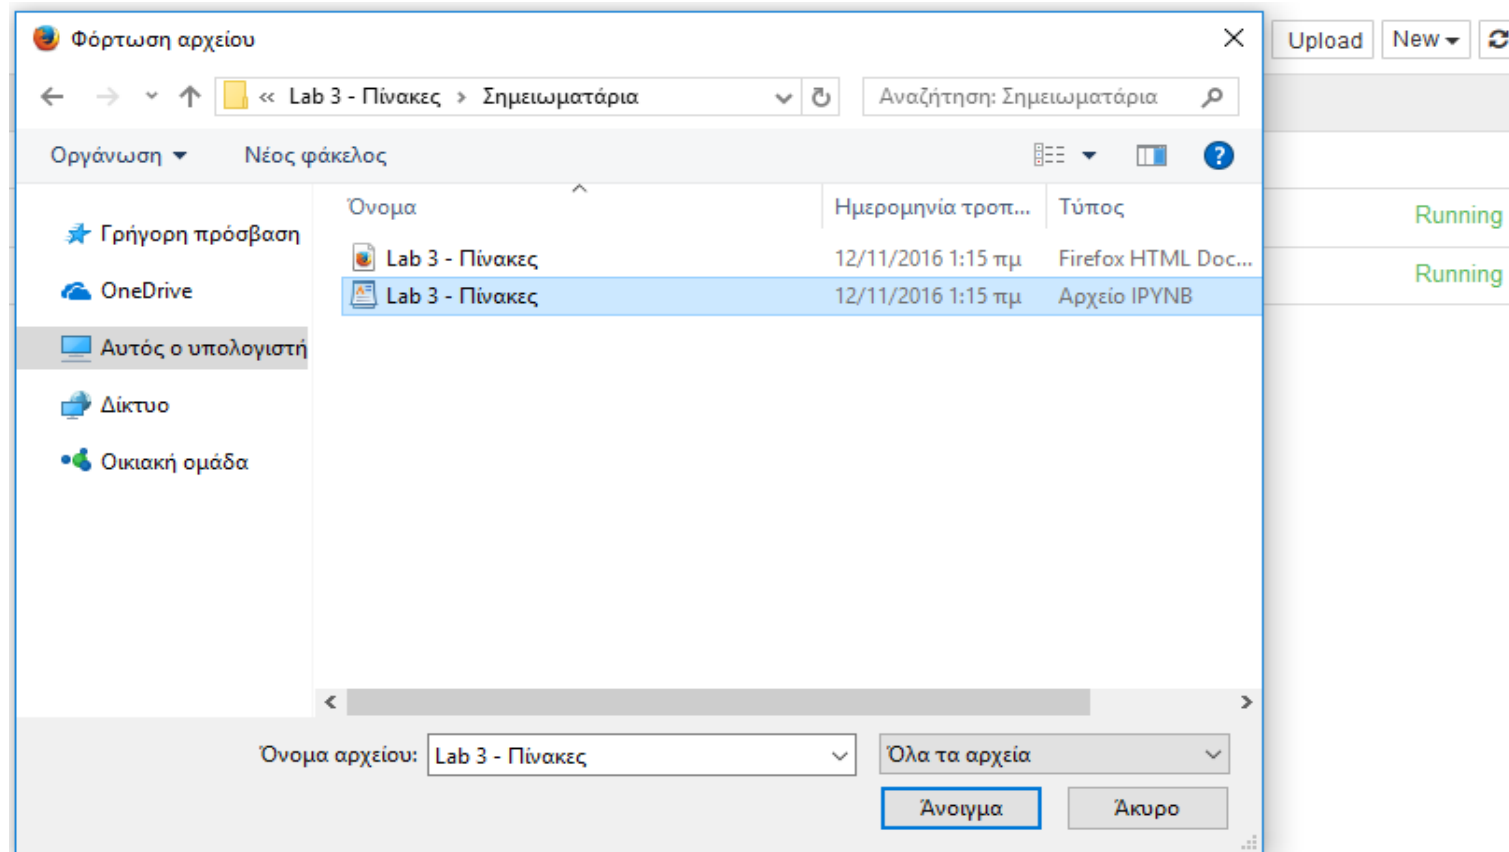 Φόρτωση αρχείου
Upload New
« Lab 3 - Πίνακες › Σημειωματάρια Αναζήτηση: Σημειωματάρια
Οργάνωση Νέος φάκελος
Όνομα Ημερομηνία τροπ... Τύπος
Running
Γρήγορη πρόσβαση
Lab 3 - Πίνακες 12/11/2016 1:15 πμ Firefox HTML Doc...
Running
OneDrive
Lab 3 - Πίνακες 12/11/2016 1:15 πμ Αρχείο IPYNB
Αυτός ο υπολογιστή
Δίκτυο
Οικιακή ομάδα
Όνομα αρχείου: Lab 3 - Πίνακες Όλα τα αρχεία
Άνοιγμα Άκυρο